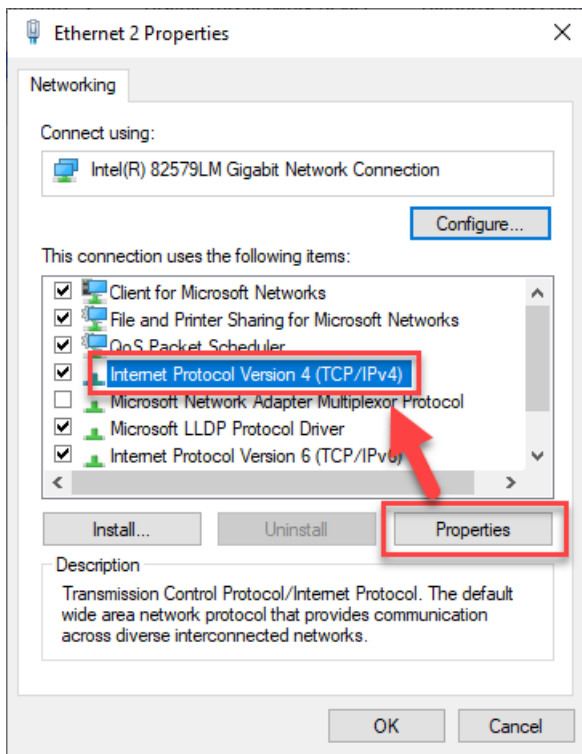 Ethernet 2 Properties
Networking
Connect using:
Intel(R) 82579LM Gigabit Network Connection
Configure...
This connection uses the following items:
Client for Microsoft Networks
File and Printer Sharing for Microsoft Networks
QoS Packet Scheduler
Internet Protocol Version 4 (TCP/IPv4)
Microsoft Network Adapter Multiplexor Protocol
Microsoft LLDP Protocol Driver
Internet Protocol Version 6 (TCP/IPv6)
Install...
Uninstall
Properties
Description
Transmission Control Protocol/Internet Protocol. The default
wide area network protocol that provides communication
across diverse interconnected networks.
OK
Cancel